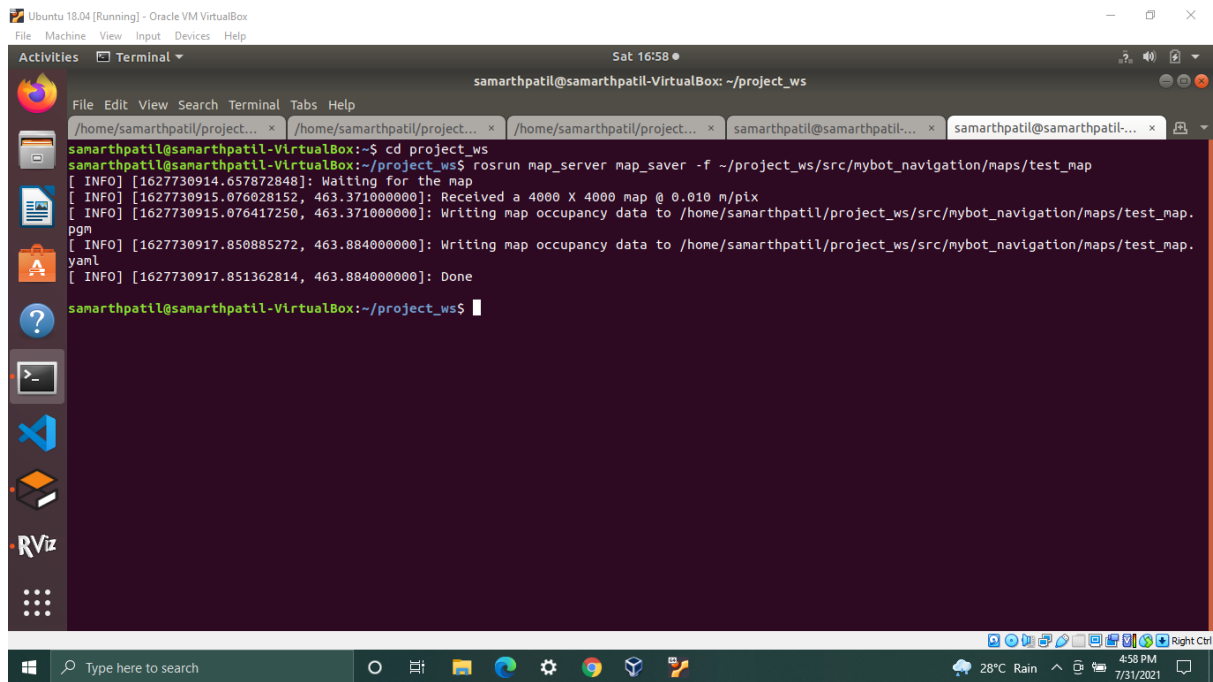 Ubuntu 18.04 [Running] - Oracle VM VirtualBox
File Machine View Input Devices Help
Activities Terminal Sat 16:58
samarthpatil@samarthpatil-VirtualBox: ~/project_ws
File Edit View Search Terminal Tabs Help
/home/samarthpatil/project... × /home/samarthpatil/project... × /home/samarthpatil/project... × samarthpatil@samarthpatil-... × samarthpatil@samarthpatil-... ×
samarthpatil@samarthpatil-VirtualBox:~$ cd project_ws
samarthpatil@samarthpatil-VirtualBox:~/project_ws$ rosrun map_server map_saver -f ~/project_ws/src/mybot_navigation/maps/test_map
[ INFO] [1627730914.657872848]: Waiting for the map
[ INFO] [1627730915.076028152, 463.371000000]: Received a 4000 X 4000 map @ 0.010 m/pix
[ INFO] [1627730915.076417250, 463.371000000]: Writing map occupancy data to /home/samarthpatil/project_ws/src/mybot_navigation/maps/test_map.
pgm
[ INFO] [1627730917.850885272, 463.884000000]: Writing map occupancy data to /home/samarthpatil/project_ws/src/mybot_navigation/maps/test_map.
yaml
[ INFO] [1627730917.851362814, 463.884000000]: Done
samarthpatil@samarthpatil-VirtualBox:~/project_ws$
RViz
Right Ctrl
Type here to search 28°C Rain 4:58 PM
7/31/2021